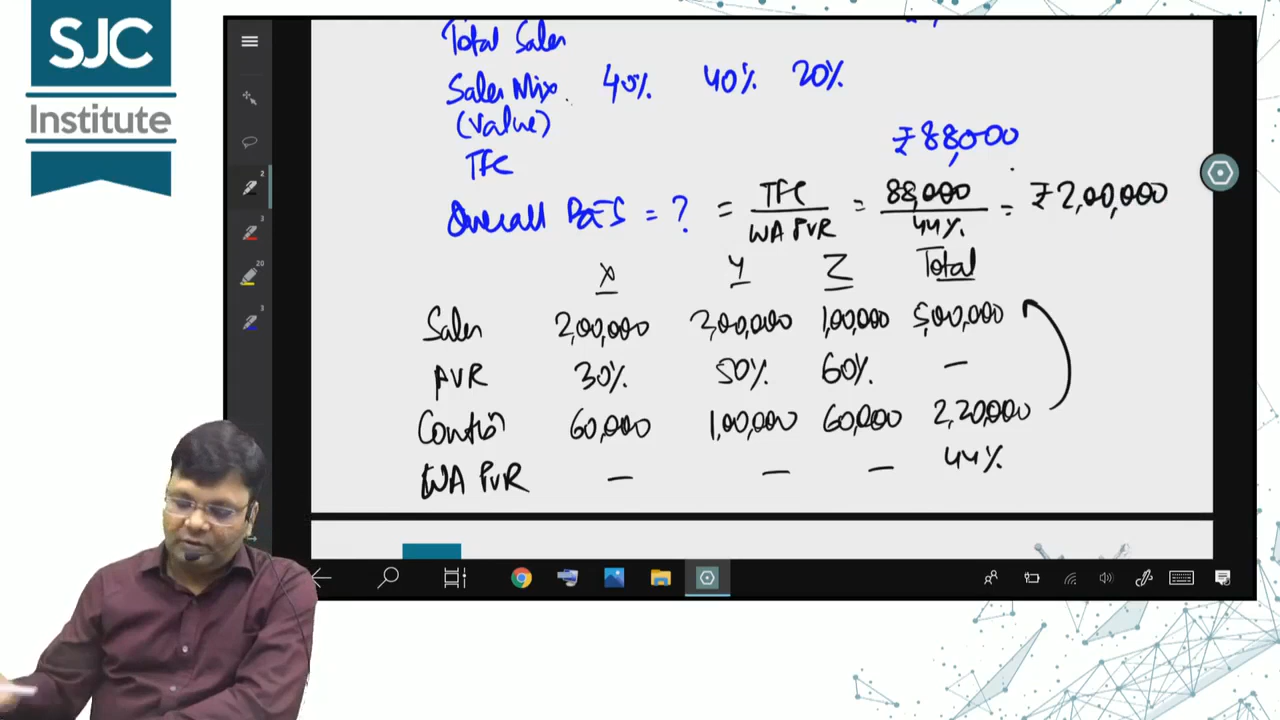 SJC
Institute
Total Sales
Sales Mix 40% 40% 20%
(Value)
TFC ₹88,000
Overall BES = ? = TFC / WA PVR = 88,000 / 44% = ₹2,00,000
X Y Z Total
Sales 2,00,000 2,00,000 1,00,000 5,00,000
PVR 30% 50% 60% –
Contn 60,000 1,00,000 60,000 2,20,000
WA PVR – – – 44%